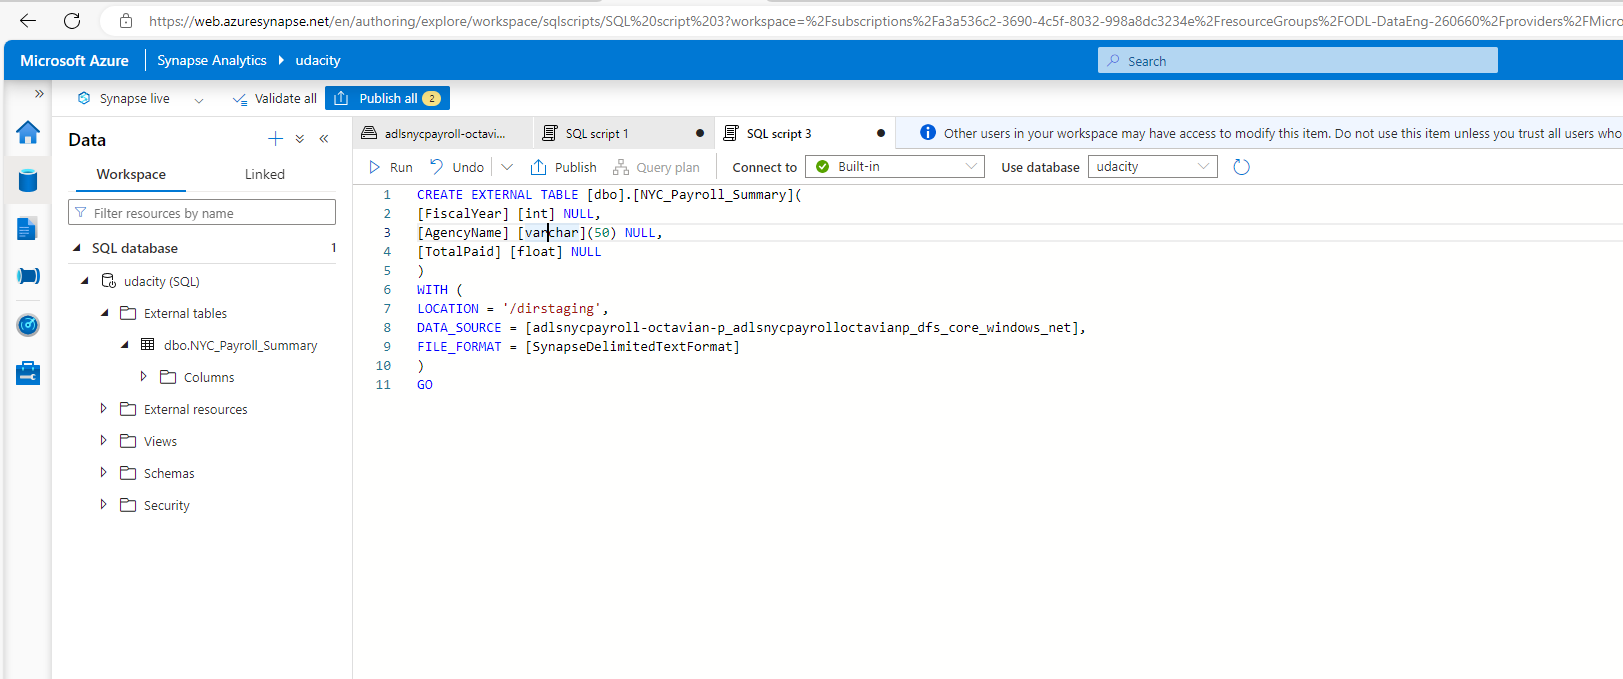 https://web.azuresynapse.net/en/authoring/explore/workspace/sqlscripts/SQL%20script%203?workspace=%2Fsubscriptions%2Fa3a536c2-3690-4c5f-8032-998a8dc3234e%2FresourceGroups%2FODL-DataEng-260660%2Fproviders%2FMicro
Microsoft Azure Synapse Analytics udacity Search
Synapse live Validate all Publish all 2
Data
Workspace Linked
Filter resources by name
SQL database 1
udacity (SQL)
External tables
dbo.NYC_Payroll_Summary
Columns
External resources
Views
Schemas
Security
adlsnycpayroll-octavi... SQL script 1 SQL script 3 Other users in your workspace may have access to modify this item. Do not use this item unless you trust all users who
Run Undo Publish Query plan Connect to Built-in Use database udacity
1 CREATE EXTERNAL TABLE [dbo].[NYC_Payroll_Summary](
2 [FiscalYear] [int] NULL,
3 [AgencyName] [varchar](50) NULL,
4 [TotalPaid] [float] NULL
5 )
6 WITH (
7 LOCATION = '/dirstaging',
8 DATA_SOURCE = [adlsnycpayroll-octavian-p_adlsnycpayrolloctavianp_dfs_core_windows_net],
9 FILE_FORMAT = [SynapseDelimitedTextFormat]
10 )
11 GO